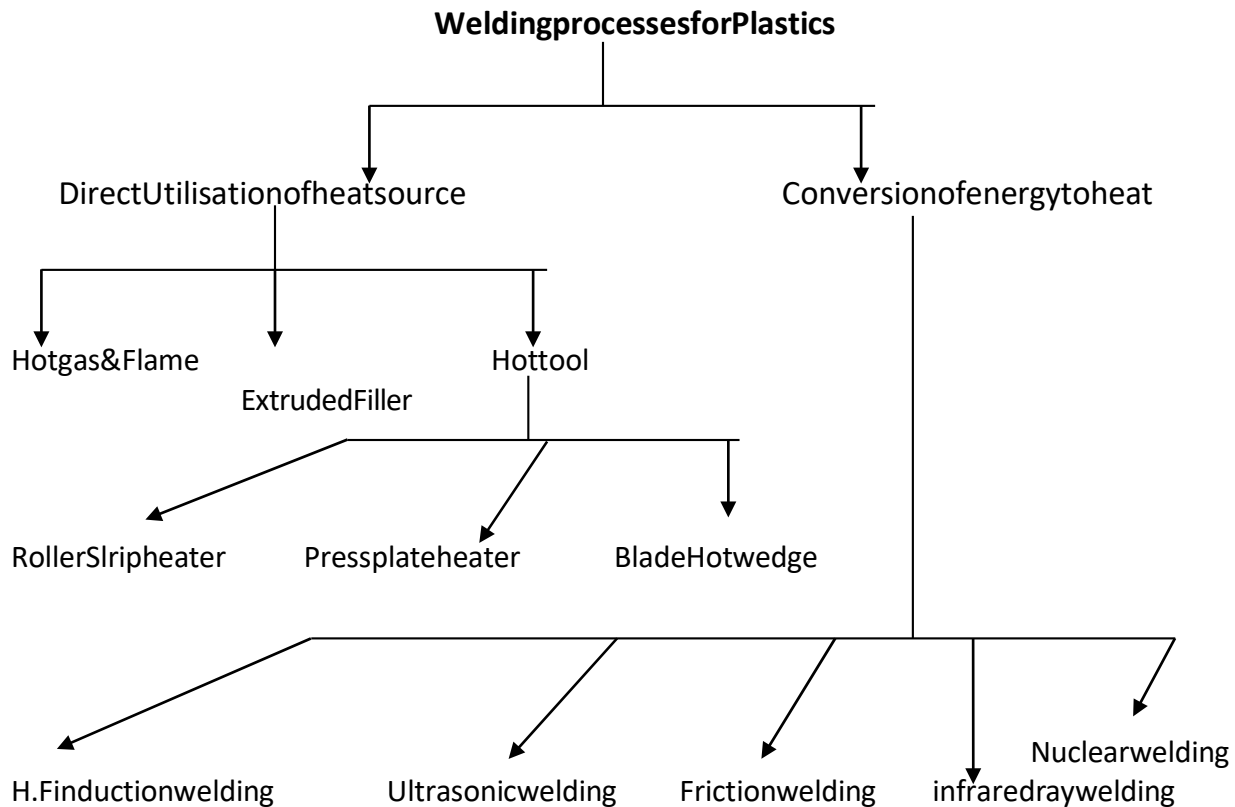 WeldingprocessesforPlastics
DirectUtilisationofheatsource
Conversionofenergytoheat
Hotgas&Flame
Hottool
ExtrudedFiller
RollerSlripheater
Pressplateheater
BladeHotwedge
Nuclearwelding
H.Finductionwelding
Ultrasonicwelding
Frictionwelding
infraredraywelding